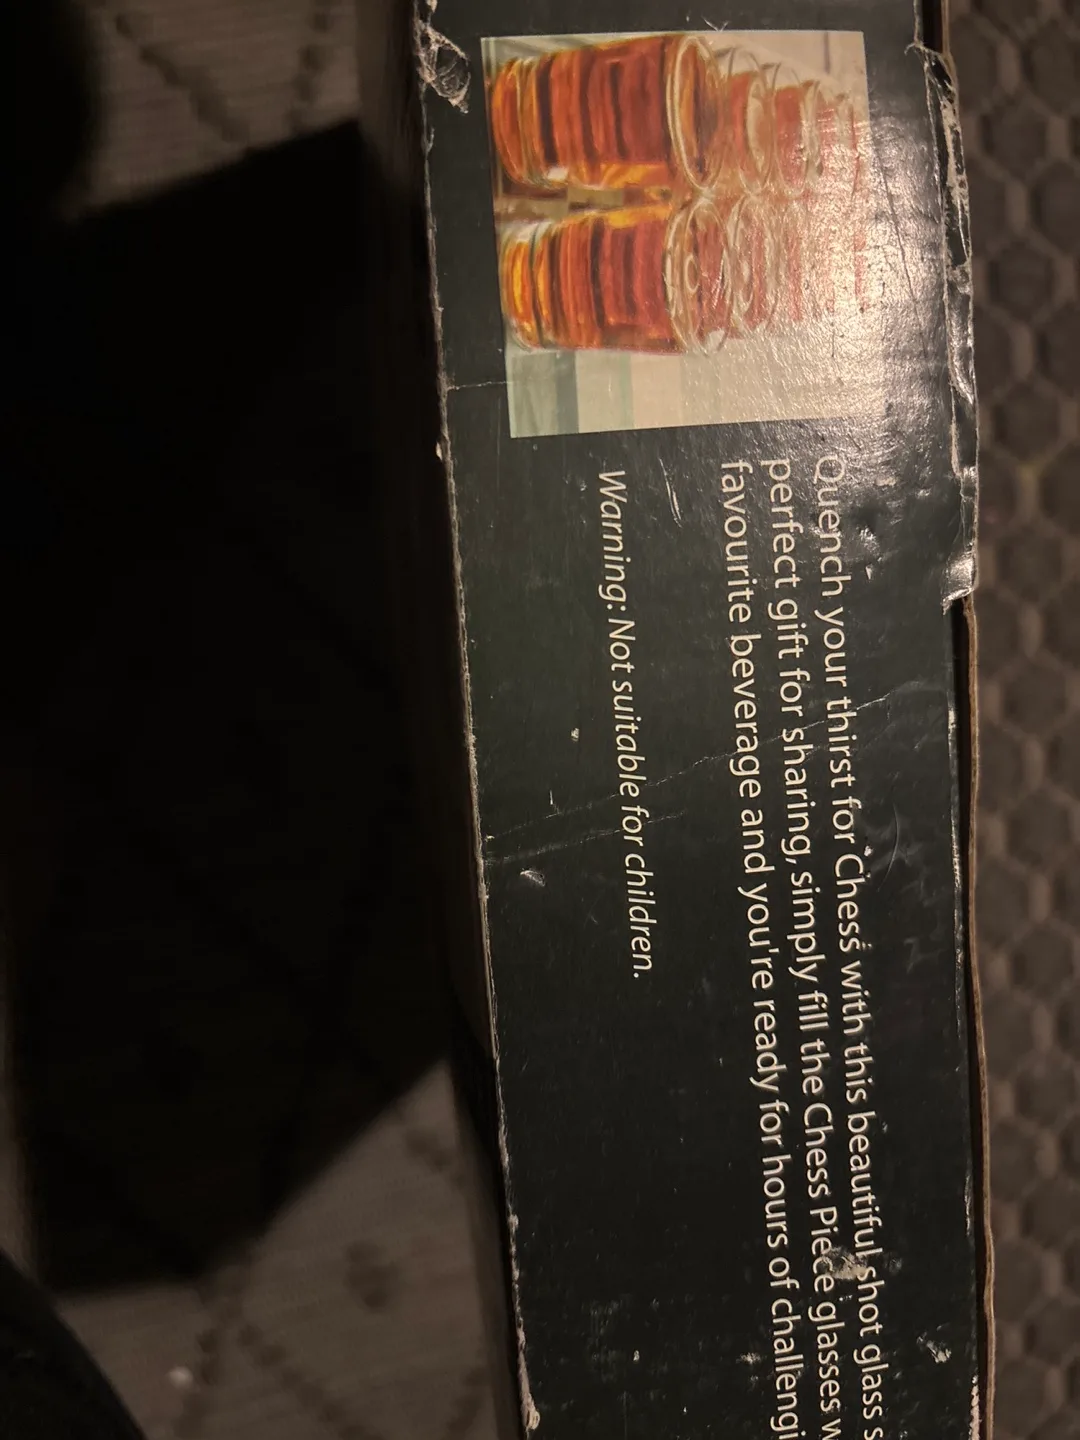 Quench your thirst for Chess with this beautiful shot glass
perfect gift for sharing, simply fill the Chess Piece glasses
favourite beverage and you're ready for hours of
Warning: Not suitable for children.